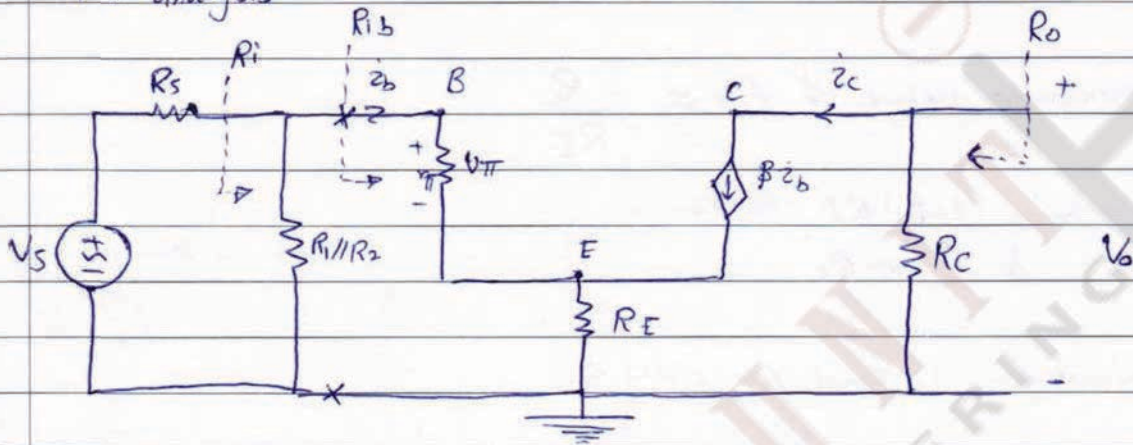 Rib
Ri
Ro
Rs
ib
B
C
ic
+
+
rπ
Vπ
-
βib
Vs
+
-
R1//R2
E
RC
Vo
RE
-